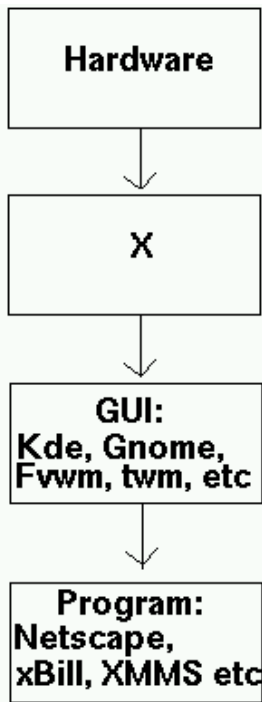 Hardware
X
GUI:
Kde, Gnome,
Fvwm, twm, etc
Program:
Netscape,
xBill, XMMS etc